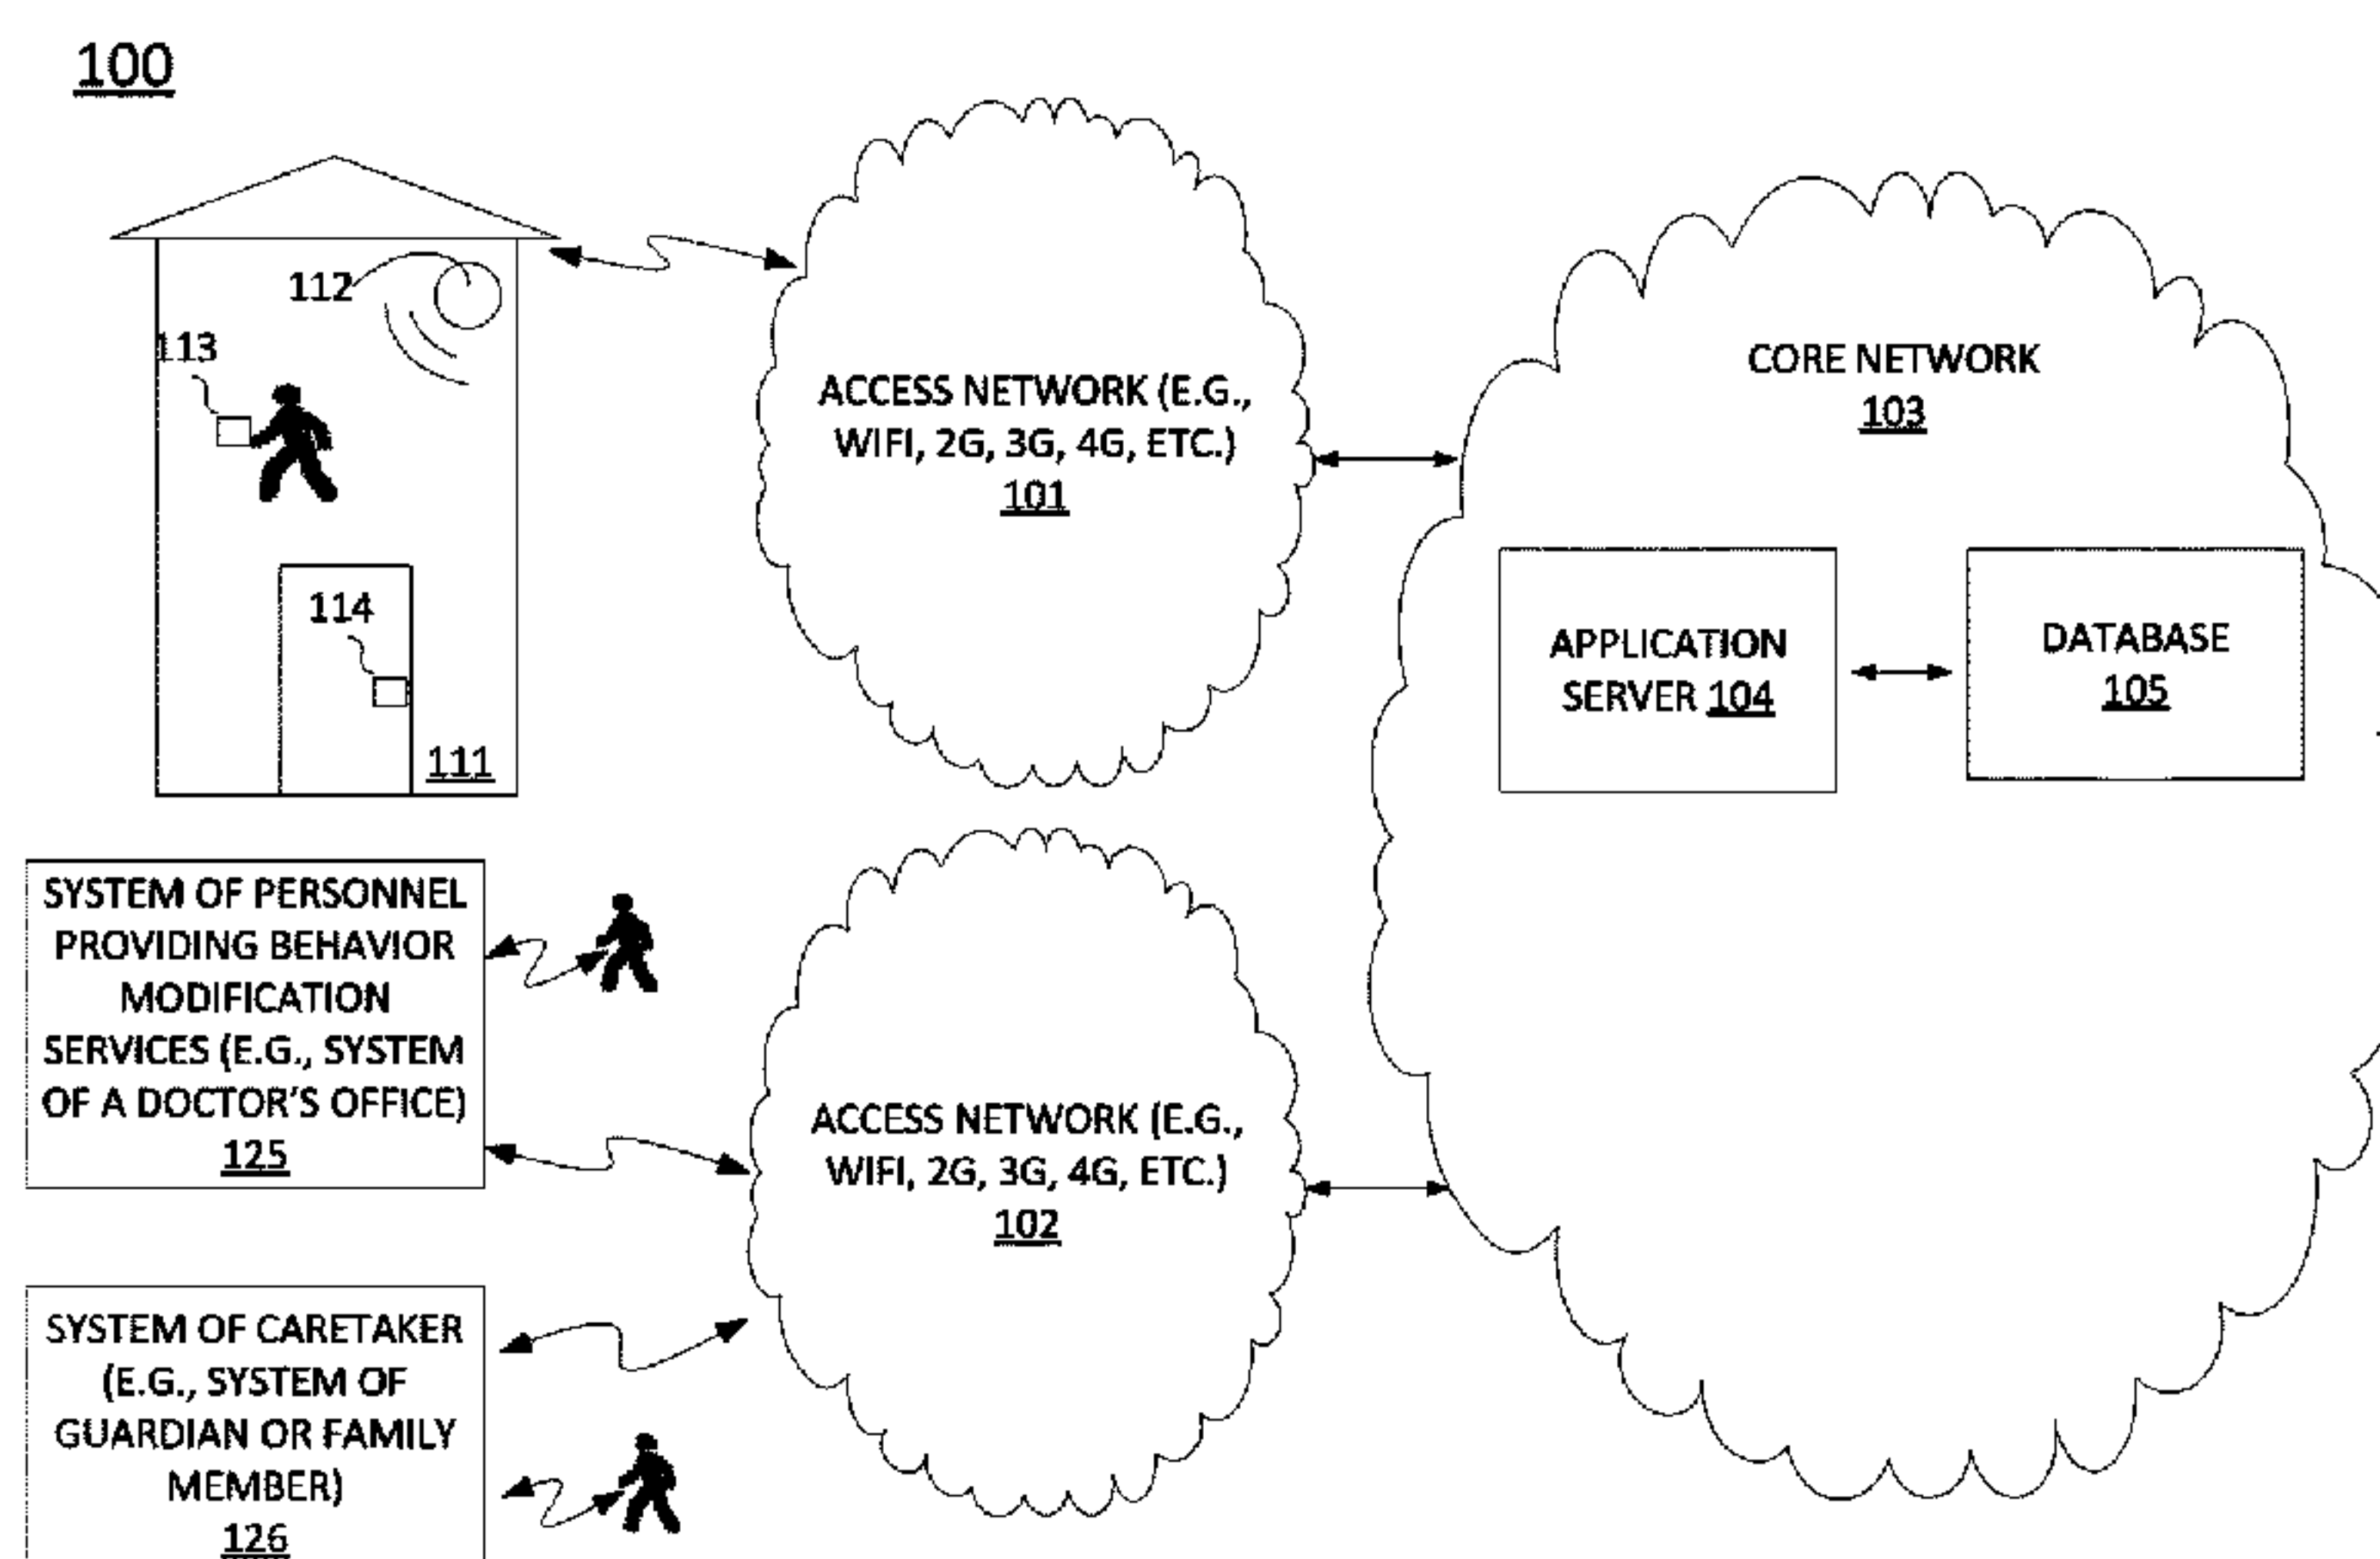 100
112
113
114
111
ACCESS NETWORK (E.G.,
WIFI, 2G, 3G, 4G, ETC.)
101
CORE NETWORK
103
APPLICATION
SERVER 104
DATABASE
105
SYSTEM OF PERSONNEL
PROVIDING BEHAVIOR
MODIFICATION
SERVICES (E.G., SYSTEM
OF A DOCTOR'S OFFICE)
125
ACCESS NETWORK (E.G.,
WIFI, 2G, 3G, 4G, ETC.)
102
SYSTEM OF CARETAKER
(E.G., SYSTEM OF
GUARDIAN OR FAMILY
MEMBER)
126